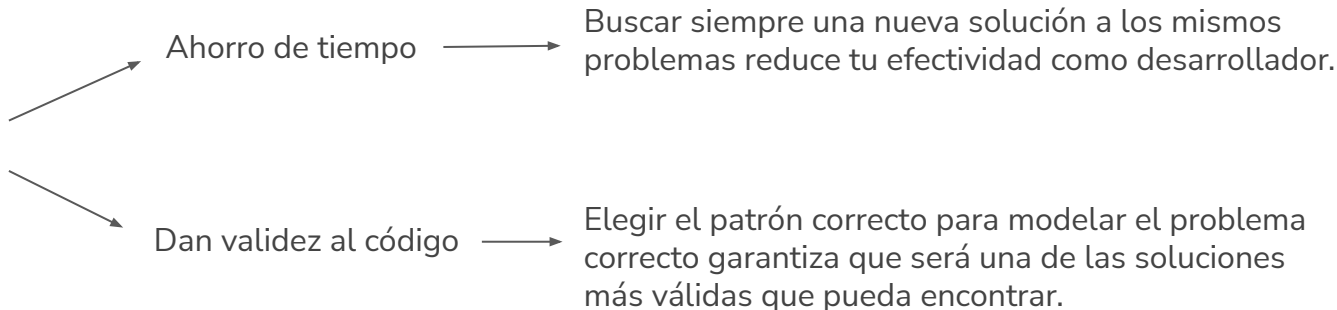 Ahorro de tiempo
Buscar siempre una nueva solución a los mismos
problemas reduce tu efectividad como desarrollador.
Dan validez al código
Elegir el patrón correcto para modelar el problema
correcto garantiza que será una de las soluciones
más válidas que pueda encontrar.